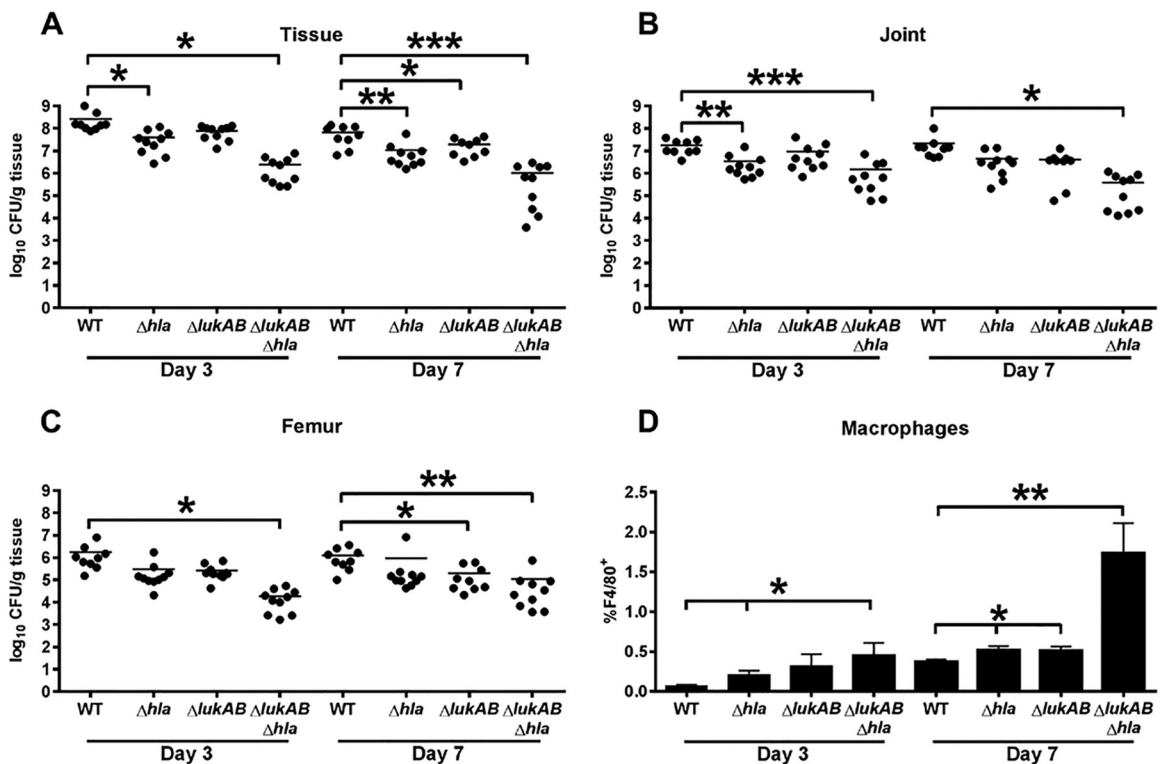 A
Tissue
*
***
*
*
**
log10 CFU/g tissue
9
8
7
6
5
4
3
2
1
0
WT
Δhla
ΔlukAB
ΔlukAB
Δhla
WT
Δhla
ΔlukAB
ΔlukAB
Δhla
Day 3
Day 7
B
Joint
***
**
*
log10 CFU/g tissue
9
8
7
6
5
4
3
2
1
0
WT
Δhla
ΔlukAB
ΔlukAB
Δhla
WT
Δhla
ΔlukAB
ΔlukAB
Δhla
Day 3
Day 7
C
Femur
*
**
*
log10 CFU/g tissue
9
8
7
6
5
4
3
2
1
0
WT
Δhla
ΔlukAB
ΔlukAB
Δhla
WT
Δhla
ΔlukAB
ΔlukAB
Δhla
Day 3
Day 7
D
Macrophages
**
*
*
%F4/80+
2.5
2.0
1.5
1.0
0.5
0.0
WT
Δhla
ΔlukAB
ΔlukAB
Δhla
WT
Δhla
ΔlukAB
ΔlukAB
Δhla
Day 3
Day 7